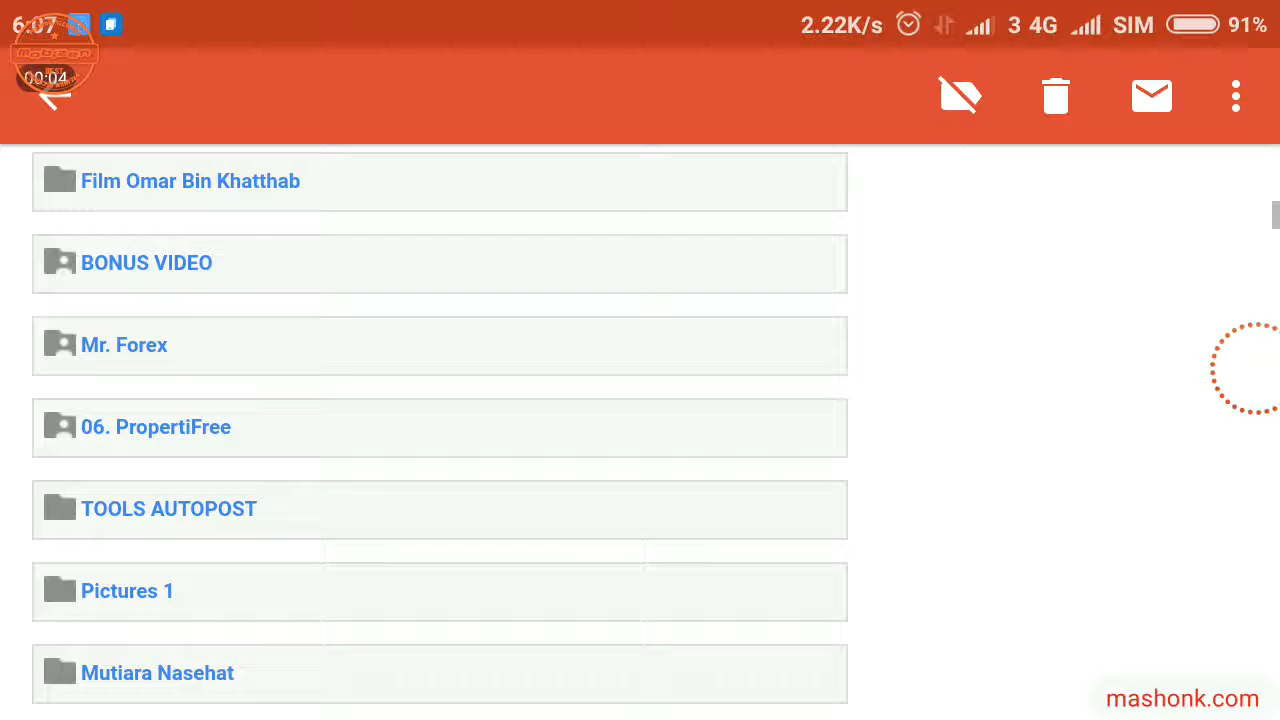 6:07
2.22K/s 3 4G SIM 91%
Mobizen
00:04
Film Omar Bin Khatthab
BONUS VIDEO
Mr. Forex
06. PropertiFree
TOOLS AUTOPOST
Pictures 1
Mutiara Nasehat
mashonk.com